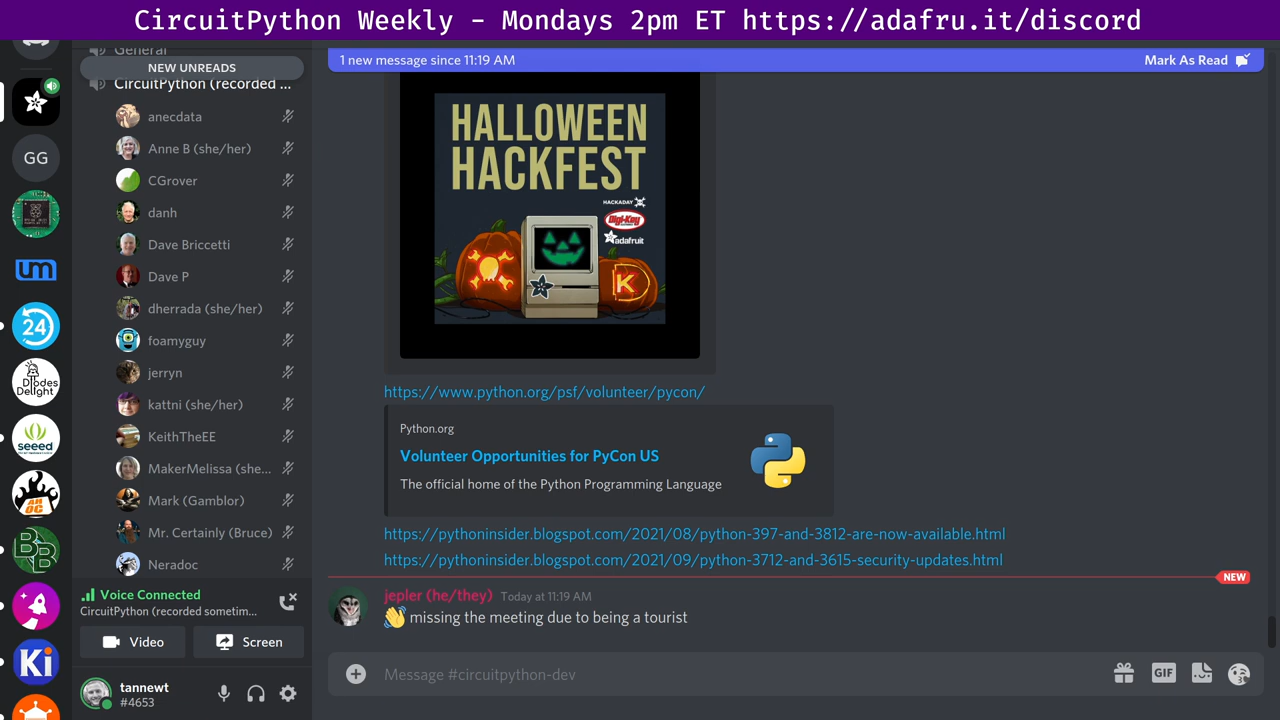 CircuitPython Weekly – Mondays 2pm ET https://adafru.it/discord
General
NEW UNREADS
CircuitPython (recorded ...
anecdata
Anne B (she/her)
GG
CGrover
danh
Dave Briccetti
Dave P
dherrada (she/her)
24
foamyguy
jerryn
Diodes Delight
kattni (she/her)
KeithTheEE
seeed
MakerMelissa (she...
Mark (Gamblor)
Mr. Certainly (Bruce)
BB
Neradoc
Voice Connected
CircuitPython (recorded sometim...
Video
Screen
Ki
tannewt
#4653
1 new message since 11:19 AM
Mark As Read
HALLOWEEN
HACKFEST
HACKADAY
Digi-Key
adafruit
K
https://www.python.org/psf/volunteer/pycon/
Python.org
Volunteer Opportunities for PyCon US
The official home of the Python Programming Language
https://pythoninsider.blogspot.com/2021/08/python-397-and-3812-are-now-available.html
https://pythoninsider.blogspot.com/2021/09/python-3712-and-3615-security-updates.html
NEW
jepler (he/they) Today at 11:19 AM
👋 missing the meeting due to being a tourist
Message #circuitpython-dev
GIF